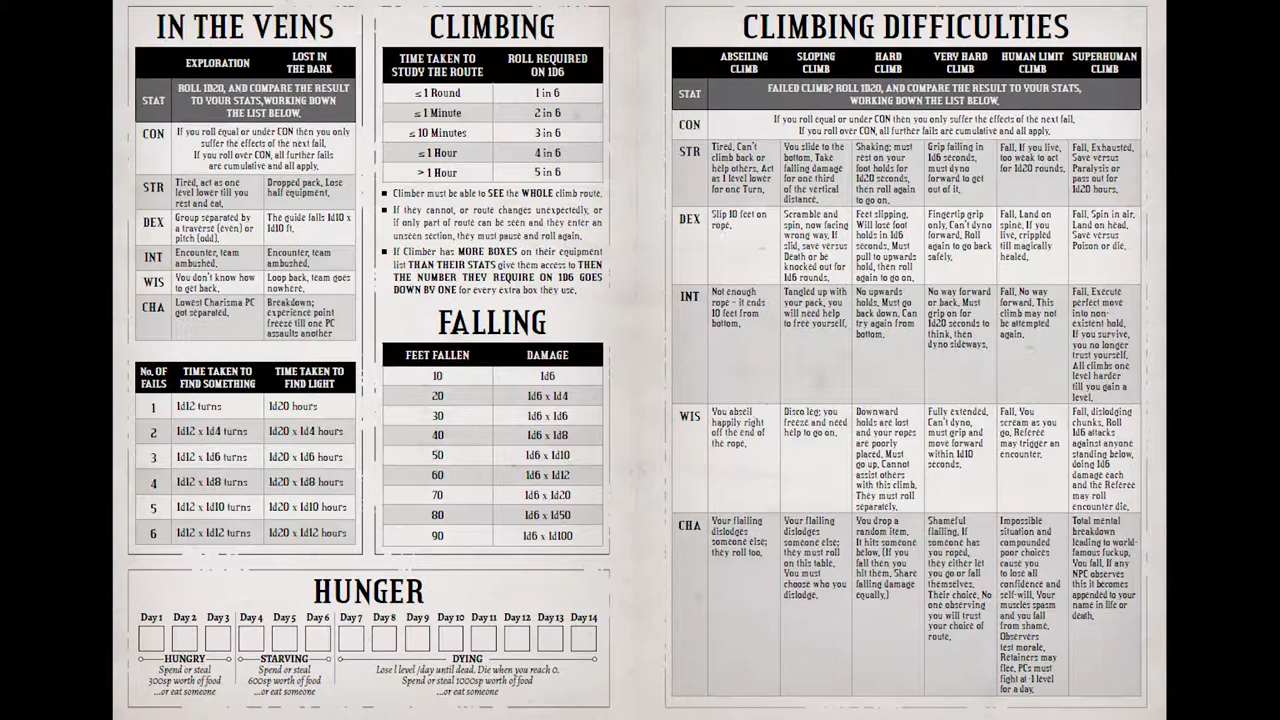 IN THE VEINS
EXPLORATION
LOST IN
THE DARK
STAT
ROLL 1D20, AND COMPARE THE RESULT
TO YOUR STATS, WORKING DOWN
THE LIST BELOW.
CON
If you roll equal or under CON then you only
suffer the effects of the next fail.
If you roll over CON, all further fails
are cumulative and all apply.
STR
Tired, act as one
level lower till you
rest and eat.
Dropped pack, Lose
half equipment.
DEX
Group separated by
a traverse (even) or
pitch (odd).
The guide falls 1d10 x
1d10 ft.
INT
Encounter, team
ambushed.
Encounter, team
ambushed.
WIS
You don't know how
to get back.
Loop back, team goes
nowhere.
CHA
Lowest Charisma PC
got separated.
Breakdown;
experience point
freeze till one PC
assaults another
No. OF
FAILS
TIME TAKEN TO
FIND SOMETHING
TIME TAKEN TO
FIND LIGHT
1
1d12 turns
1d20 hours
2
1d12 x 1d4 turns
1d20 x 1d4 hours
3
1d12 x 1d6 turns
1d20 x 1d6 hours
4
1d12 x 1d8 turns
1d20 x 1d8 hours
5
1d12 x 1d10 turns
1d20 x 1d10 hours
6
1d12 x 1d12 turns
1d20 x 1d12 hours
CLIMBING
TIME TAKEN TO
STUDY THE ROUTE
ROLL REQUIRED
ON 1D6
≤ 1 Round
1 in 6
≤ 1 Minute
2 in 6
≤ 10 Minutes
3 in 6
≤ 1 Hour
4 in 6
> 1 Hour
5 in 6
■ Climber must be able to SEE the WHOLE climb route.
■ If they cannot, or route changes unexpectedly, or
if only part of route can be seen and they enter an
unseen section, they must pause and roll again.
■ If Climber has MORE BOXES on their equipment
list THAN THEIR STATS give them access to THEN
THE NUMBER THEY REQUIRE ON 1D6 GOES
DOWN BY ONE for every extra box they use.
FALLING
FEET FALLEN
DAMAGE
10
1d6
20
1d6 x 1d4
30
1d6 x 1d6
40
1d6 x 1d8
50
1d6 x 1d10
60
1d6 x 1d12
70
1d6 x 1d20
80
1d6 x 1d50
90
1d6 x 1d100
HUNGER
Day 1 Day 2 Day 3 Day 4 Day 5 Day 6 Day 7 Day 8 Day 9 Day 10 Day 11 Day 12 Day 13 Day 14
HUNGRY
Spend or steal
300sp worth of food
...or eat someone
STARVING
Spend or steal
600sp worth of food
...or eat someone
DYING
Lose 1 level /day until dead. Die when you reach 0.
Spend or steal 1000sp worth of food
...or eat someone
CLIMBING DIFFICULTIES
ABSEILING
CLIMB
SLOPING
CLIMB
HARD
CLIMB
VERY HARD
CLIMB
HUMAN LIMIT
CLIMB
SUPERHUMAN
CLIMB
STAT
FAILED CLIMB? ROLL 1D20, AND COMPARE THE RESULT TO YOUR STATS,
WORKING DOWN THE LIST BELOW.
CON
If you roll equal or under CON then you only suffer the effects of the next fail.
If you roll over CON, all further fails are cumulative and all apply.
STR
Tired, Can't
climb back or
help others. Act
as 1 level lower
for one Turn.
You slide to the
bottom. Take
falling damage
for one third
of the vertical
distance.
Shaking; must
rest on your
foot holds for
1d20 seconds,
then roll again
to go on.
Grip failing in
1d6 seconds,
must dyno
forward to get
out of it.
Fall. If you live,
too weak to act
for 1d20 rounds.
Fall, Exhausted.
Save versus
Paralysis or
pass out for
1d20 hours.
DEX
Slip 10 feet on
rope.
Scramble and
spin, now facing
wrong way. If
slid, save versus
Death or be
knocked out for
1d6 rounds.
Feet slipping.
Will lose foot
holds in 1d6
seconds. Must
pull to upwards
hold, then roll
again to go on.
Fingertip grip
only. Can't dyno
forward. Roll
again to go back
safely.
Fall. Land on
spine. If you
live, crippled
till magically
healed.
Fall. Spin in air.
Land on head.
Save versus
Poison or die.
INT
Not enough
rope – it ends
10 feet from
bottom.
Tangled up with
your pack, you
will need help
to free yourself.
No upwards
holds. Must go
back down. Can
try again from
bottom.
No way forward
or back. Must
grip on for
1d20 seconds to
think, then
dyno sideways.
Fall, No way
forward. This
climb may not
be attempted
again.
Fall, Execute
perfect move
into non-
existent hold.
If you survive,
you no longer
trust yourself.
All climbs one
level harder
till you gain a
level.
WIS
You abseil
happily right
off the end of
the rope.
Disco leg; you
freeze and need
help to go on.
Downward
holds are lost
and your ropes
are poorly
placed. Must
go up. Cannot
assist others
with this climb.
They must roll
separately.
Fully extended.
Can't dyno,
must grip and
move forward
within 1d10
seconds.
Fall, You
scream as you
go. Referee
may trigger an
encounter.
Fall, dislodging
chunks. Roll
1d6 attacks
against anyone
standing below,
doing 1d6
damage each
and the Referee
may roll
encounter die.
CHA
Your flailing
dislodges
someone else;
they roll too.
Your flailing
dislodges
someone else;
they must roll
on this table.
You must
choose who you
dislodge.
You drop a
random item.
It hits someone
below. (If you
fall then you
hit them. Share
falling damage
equally.)
Shameful
flailing. If
someone has
you roped,
they either let
you go or fall
themselves.
Their choice. No
one observing
you will trust
your choice of
route.
Impossible
situation and
compounded
poor choices
cause you
to lose all
confidence and
self-will. Your
muscles spasm
and you fall
from shame.
Observers
test morale.
Retainers may
flee. PCs must
fight at -1 level
for a day.
Total mental
breakdown
leading to world-
famous fuckup.
You fall. If any
NPC observes
this it becomes
appended to your
name in life or
death.